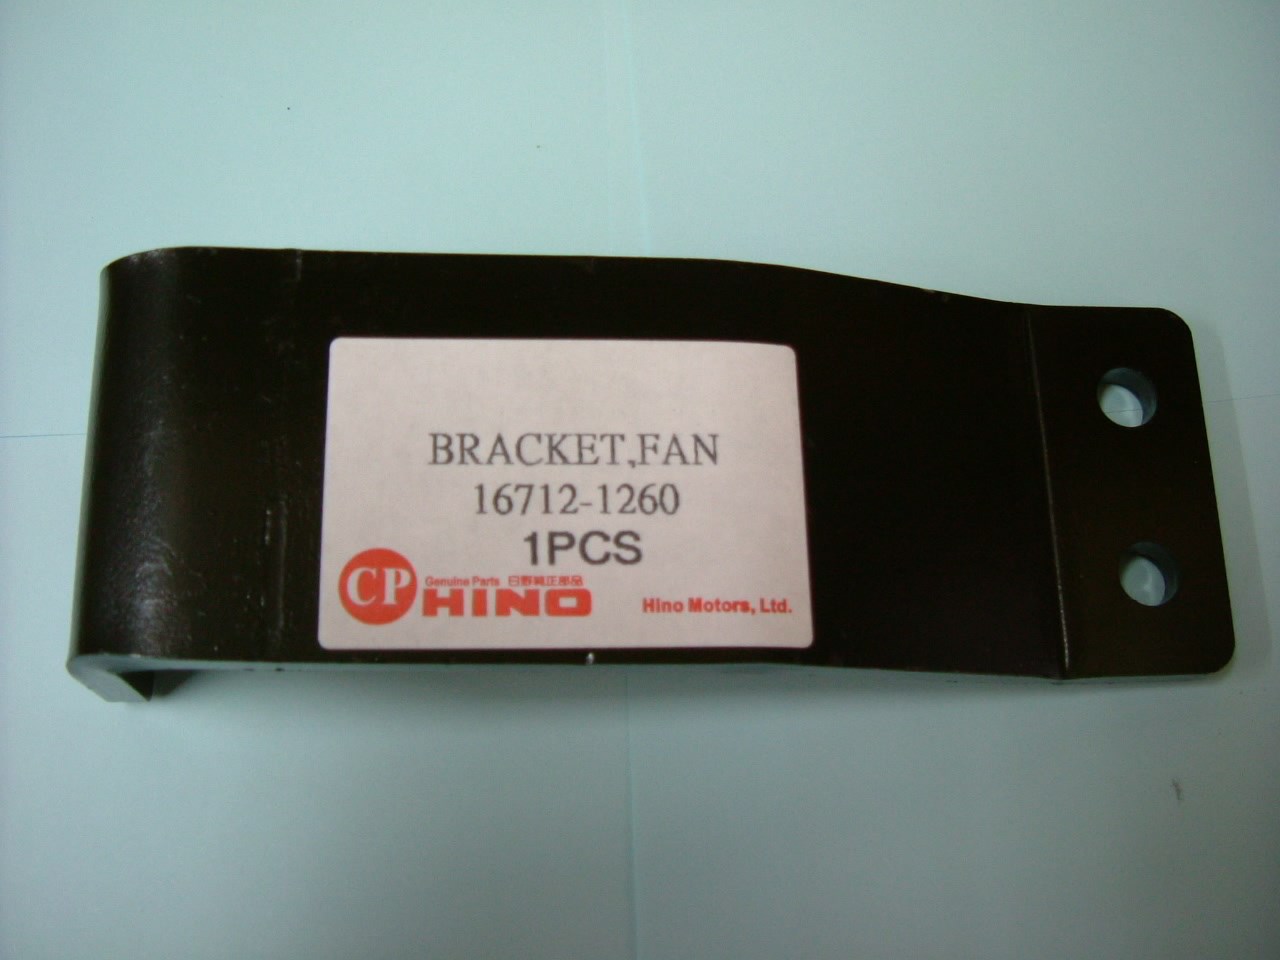 BRACKET,FAN
16712-1260
1PCS
CP
Genuine Parts 日野純正部品
HINO
Hino Motors, Ltd.